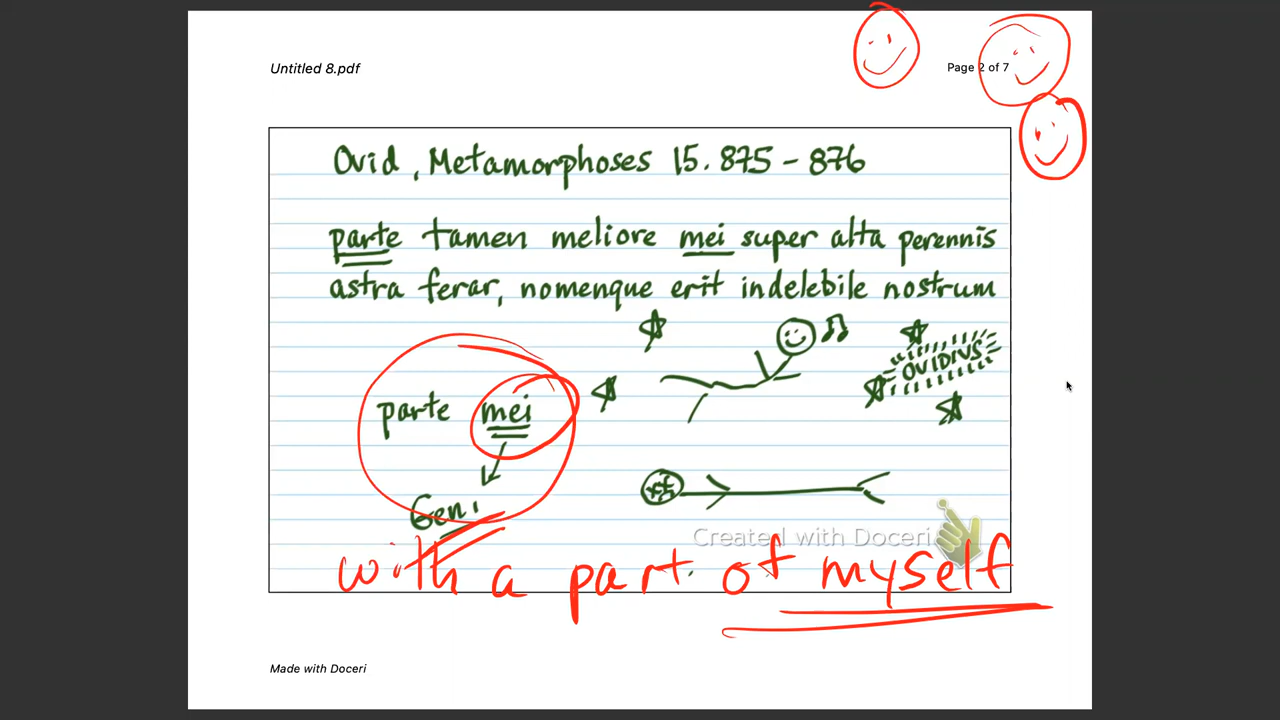 Untitled 8.pdf
Page 2 of 7
Ovid, Metamorphoses 15.875-876
parte tamen meliore mei super alta perennis
astra ferar, nomenque erit indelebile nostrum
OVIDIUS
parte mei
Gen.
Created with Doceri
with a part of myself
Made with Doceri